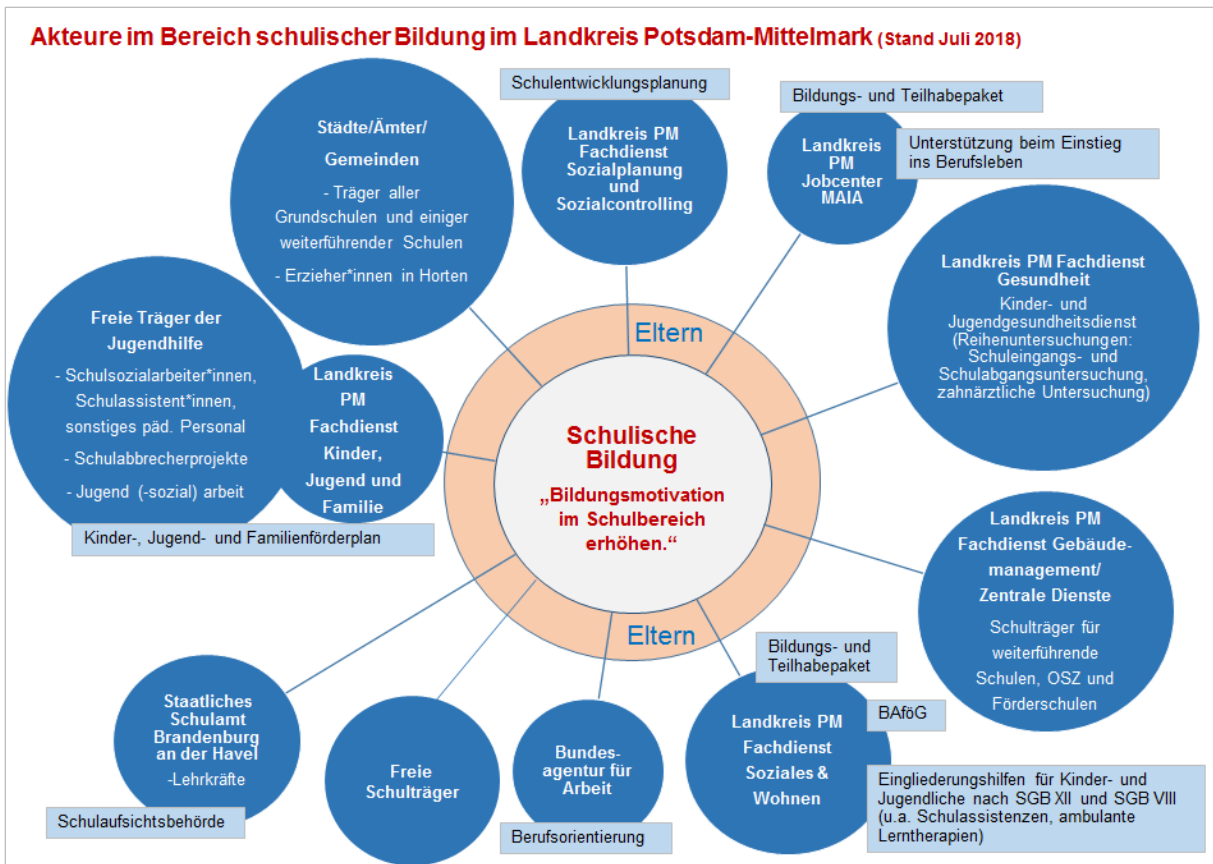 Akteure im Bereich schulischer Bildung im Landkreis Potsdam-Mittelmark (Stand Juli 2018)
Städte/Ämter/
Gemeinden
- Träger aller
Grundschulen und einiger
weiterführender Schulen
- Erzieher*innen in Horten
Schulentwicklungsplanung
Landkreis PM
Fachdienst
Sozialplanung
und
Sozialcontrolling
Bildungs- und Teilhabepaket
Landkreis
PM
Jobcenter
MAIA
Unterstützung beim Einstieg
ins Berufsleben
Landkreis PM Fachdienst
Gesundheit
Kinder- und
Jugendgesundheitsdienst
(Reihenuntersuchungen:
Schuleingangs- und
Schulabgangsuntersuchung,
zahnärztliche Untersuchung)
Freie Träger der
Jugendhilfe
- Schulsozialarbeiter*innen,
Schulassistent*innen,
sonstiges päd. Personal
- Schulabbrecherprojekte
- Jugend (-sozial) arbeit
Landkreis
PM
Fachdienst
Kinder,
Jugend und
Familie
Kinder-, Jugend- und Familienförderplan
Eltern
Schulische
Bildung
„Bildungsmotivation
im Schulbereich
erhöhen.“
Eltern
Landkreis PM
Fachdienst Gebäude-
management/
Zentrale Dienste
Schulträger für
weiterführende
Schulen, OSZ und
Förderschulen
Staatliches
Schulamt
Brandenburg
an der Havel
-Lehrkräfte
Schulaufsichtsbehörde
Freie
Schulträger
Bundes-
agentur für
Arbeit
Berufsorientierung
Bildungs- und
Teilhabepaket
BAföG
Landkreis PM
Fachdienst
Soziales &
Wohnen
Eingliederungshilfen für Kinder- und
Jugendliche nach SGB XII und SGB VIII
(u.a. Schulassistenzen, ambulante
Lerntherapien)